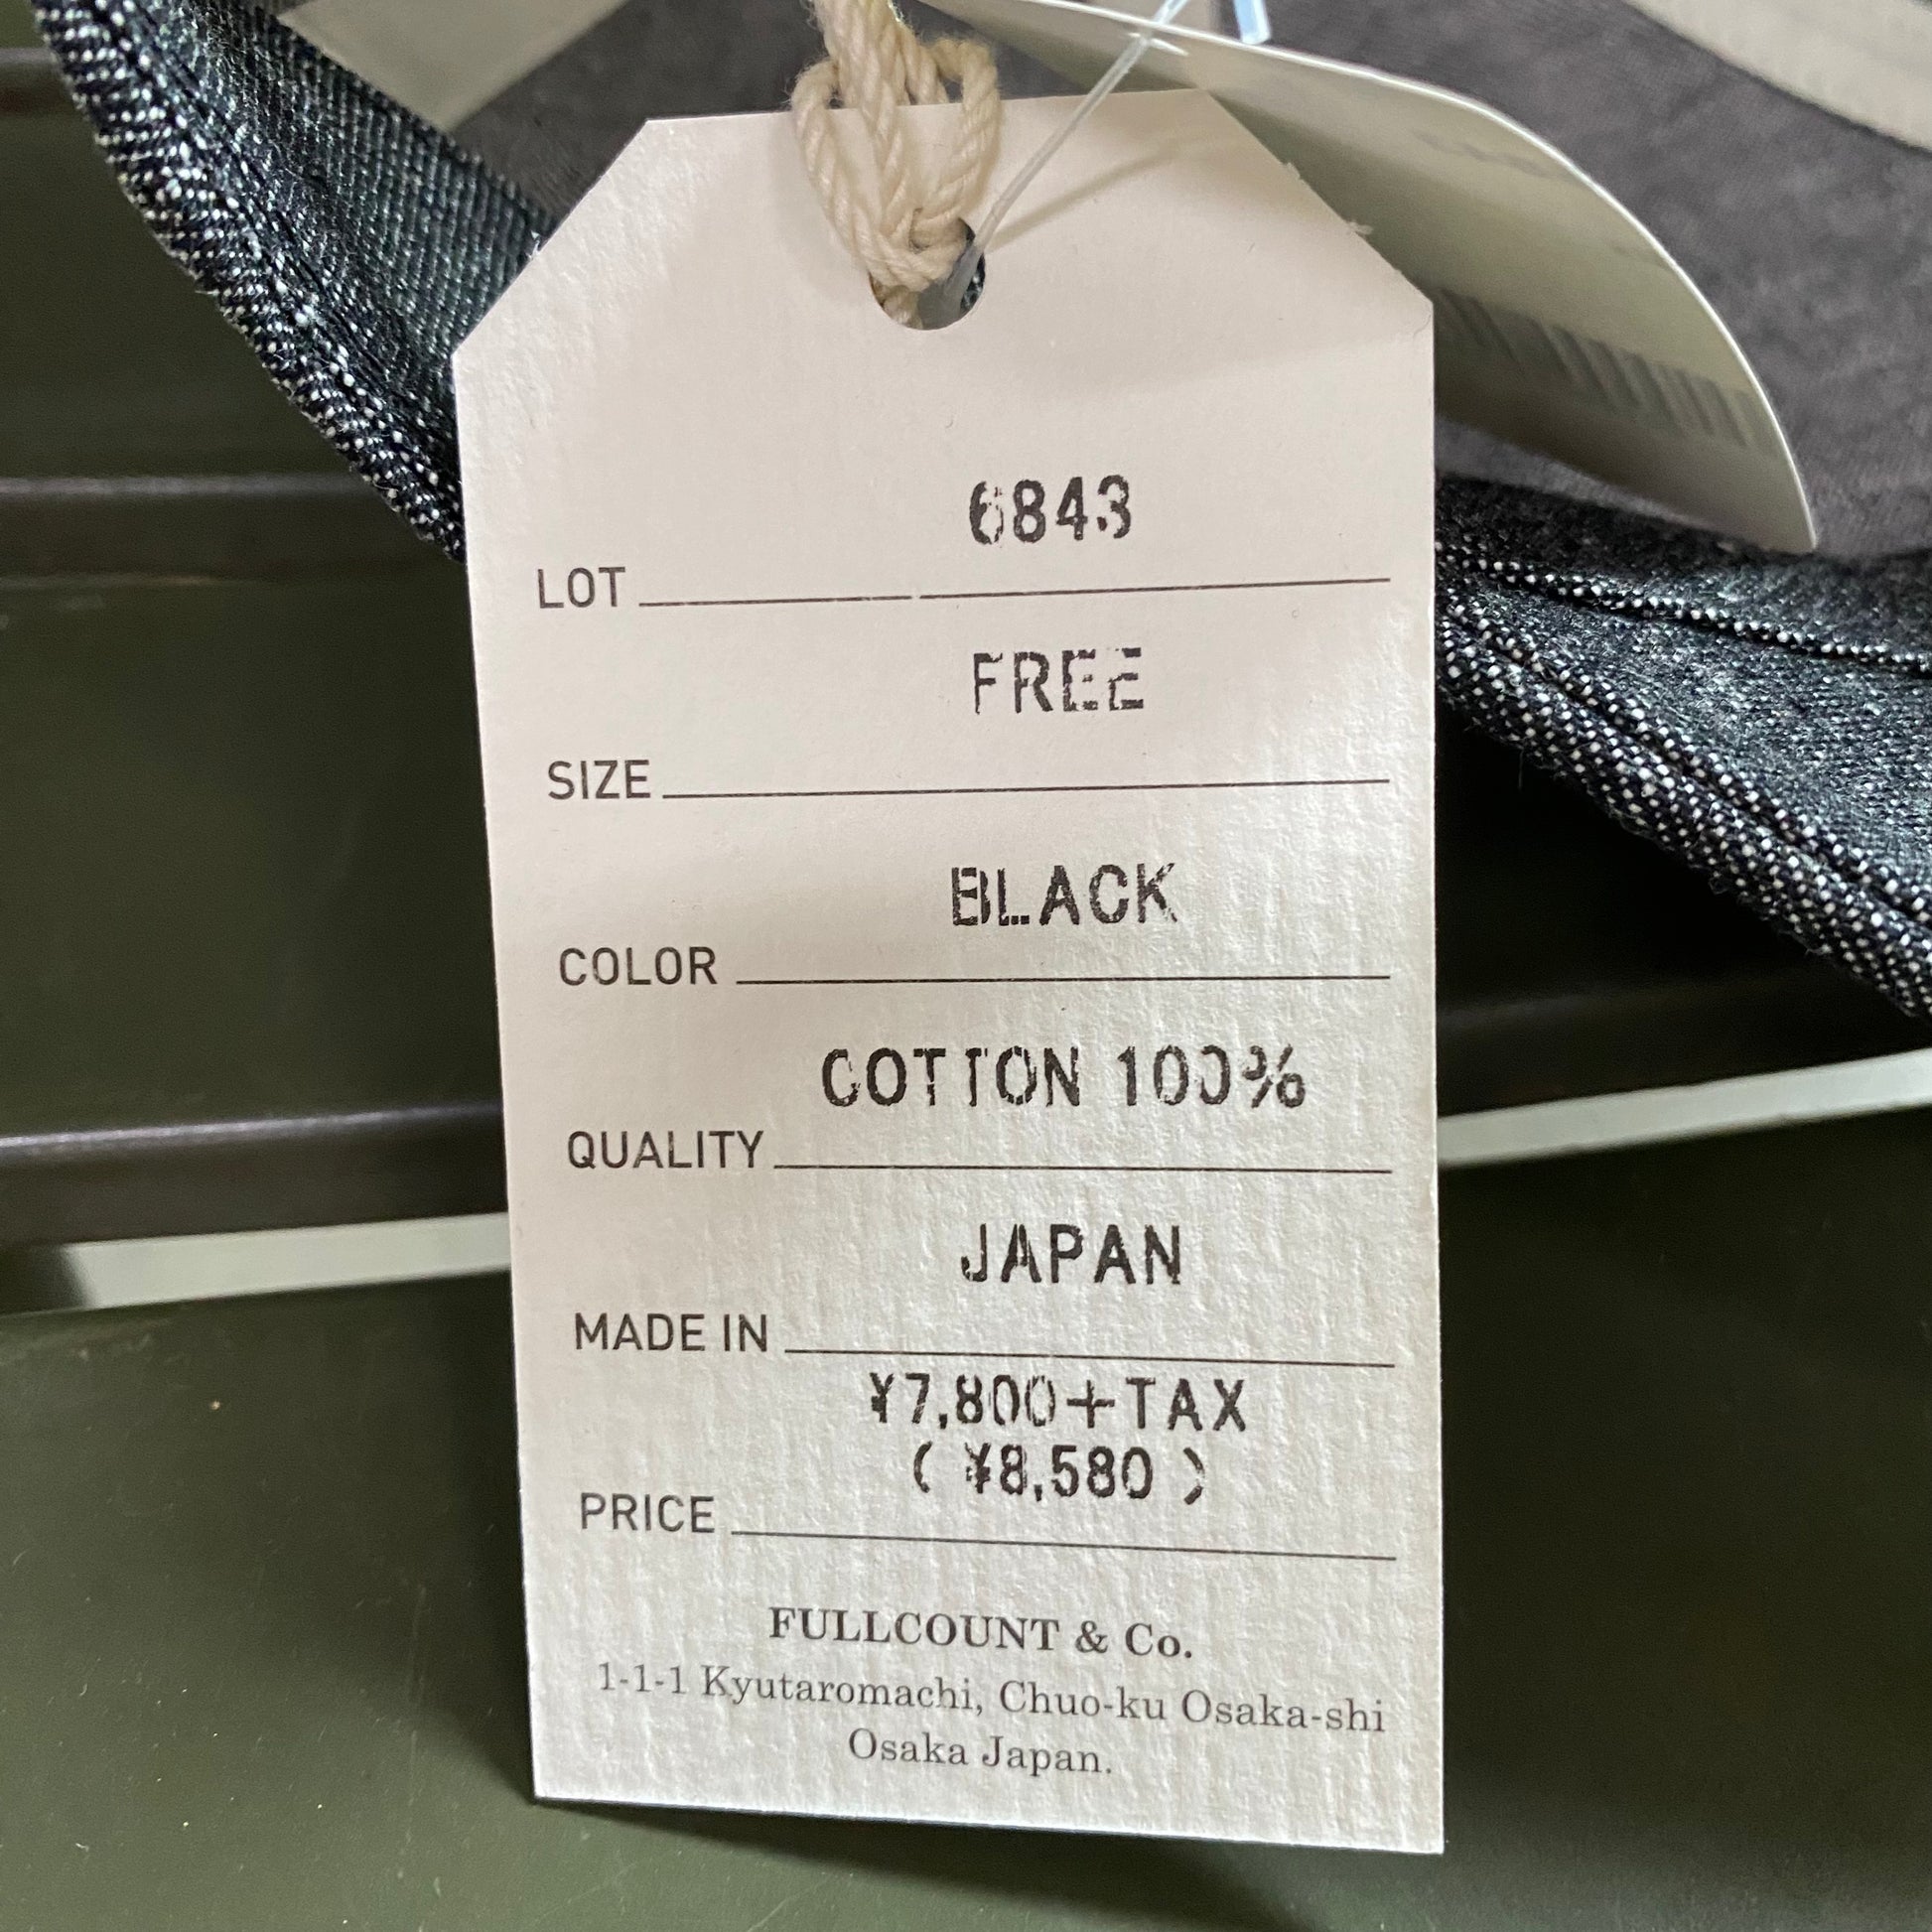 6843
LOT
FREE
SIZE
BLACK
COLOR
COTTON 100%
QUALITY
JAPAN
MADE IN
¥7,800+TAX
( ¥8,580 )
PRICE
FULLCOUNT & Co.
1-1-1 Kyutaromachi, Chuo-ku Osaka-shi
Osaka Japan.